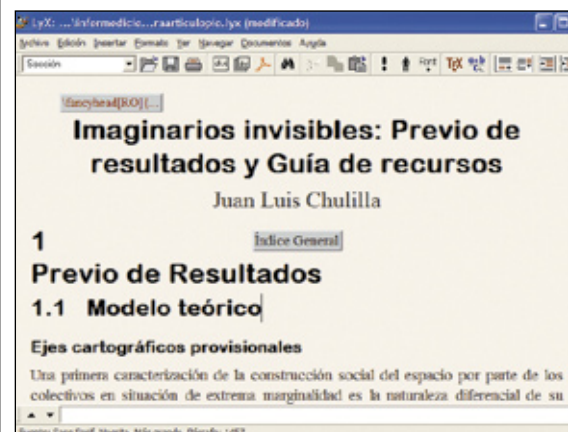 LyX: ...\infermedicie...raarticulopie.lyx (modificado)
Archivo Edición Insertar Formato Ver Navegar Documentos Ayuda
Sección
\fancyhead[RO]{...
Imaginarios invisibles: Previo de
resultados y Guía de recursos
Juan Luis Chulilla
1 Índice General
Previo de Resultados
1.1 Modelo teórico
Ejes cartográficos provisionales
Una primera caracterización de la construcción social del espacio por parte de los
colectivos en situación de extrema marginalidad es la naturaleza diferencial de su